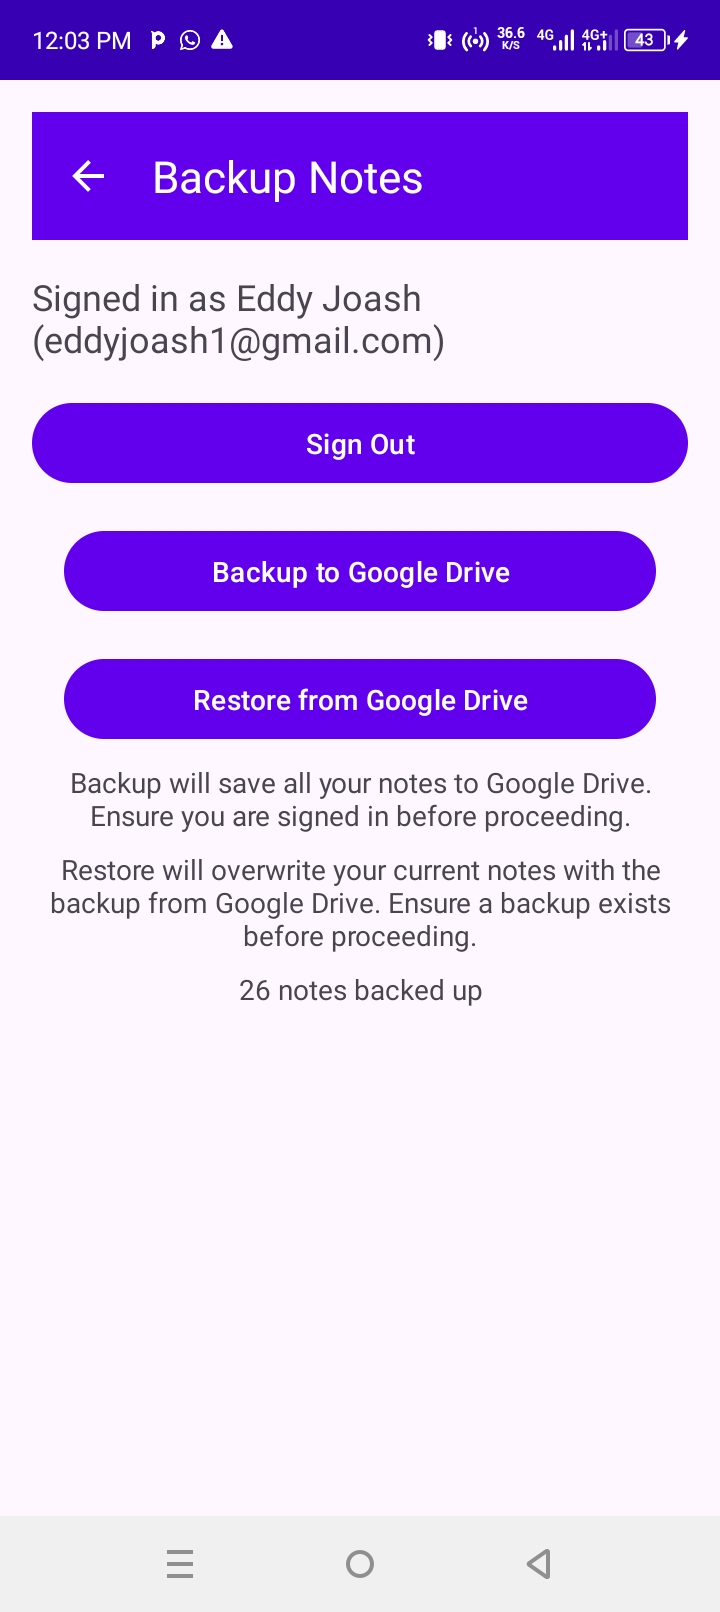 12:03 PM
36.6
K/S
4G
4G+
43
Backup Notes
Signed in as Eddy Joash
(eddyjoash1@gmail.com)
Sign Out
Backup to Google Drive
Restore from Google Drive
Backup will save all your notes to Google Drive.
Ensure you are signed in before proceeding.
Restore will overwrite your current notes with the
backup from Google Drive. Ensure a backup exists
before proceeding.
26 notes backed up